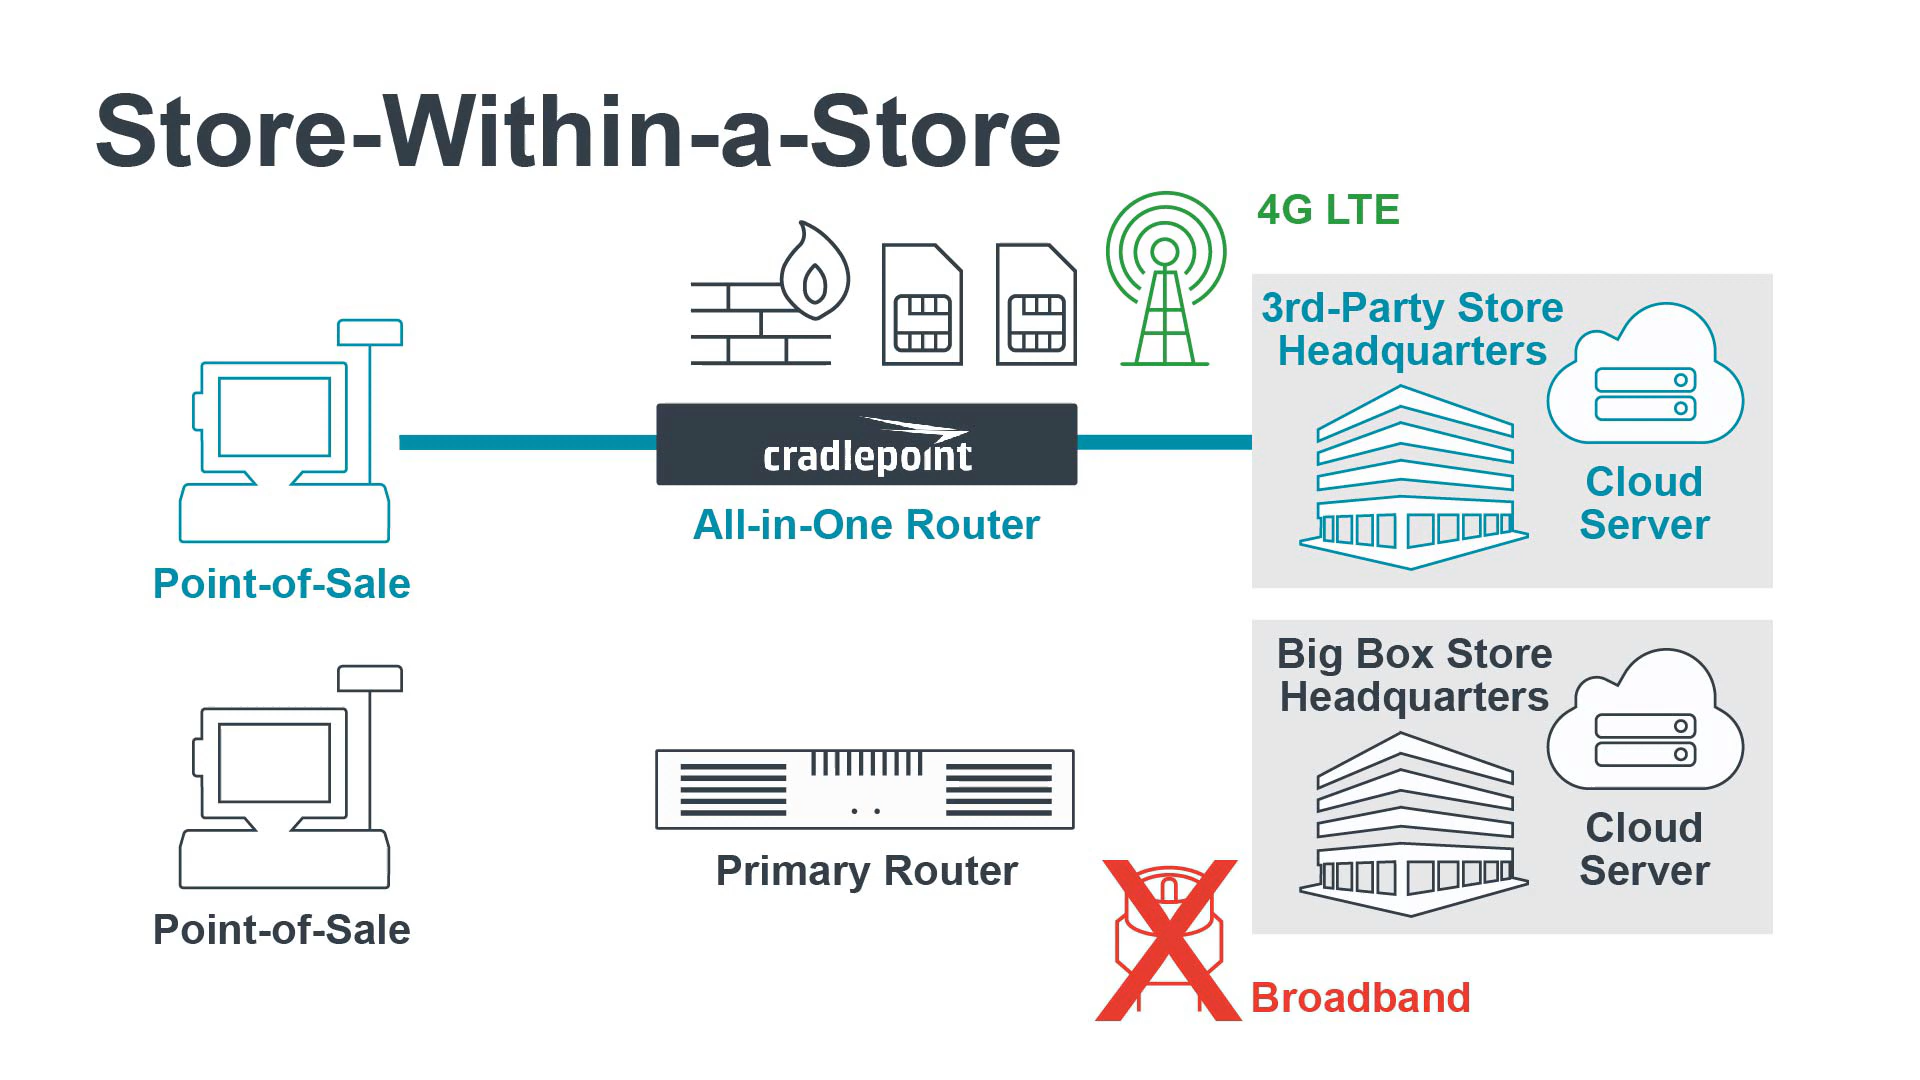 Store-Within-a-Store
4G LTE
3rd-Party Store
Headquarters
Cloud
Server
cradlepoint
All-in-One Router
Point-of-Sale
Big Box Store
Headquarters
Cloud
Server
Primary Router
Point-of-Sale
Broadband